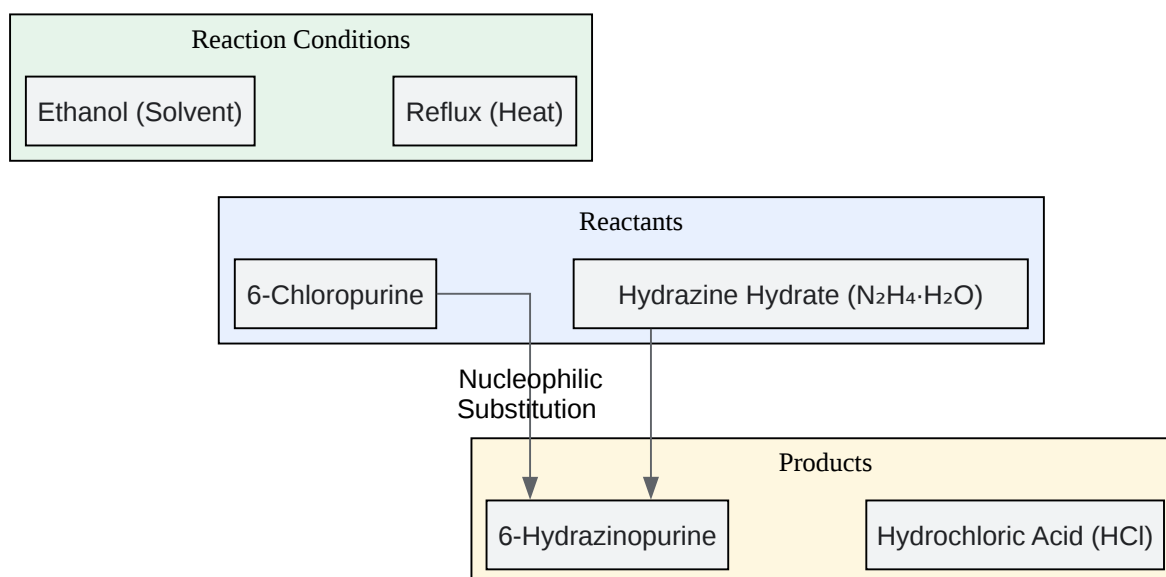 Reaction Conditions
Ethanol (Solvent)
Reflux (Heat)
Reactants
6-Chloropurine
Hydrazine Hydrate (N₂H₄·H₂O)
Nucleophilic
Substitution
Products
6-Hydrazinopurine
Hydrochloric Acid (HCl)